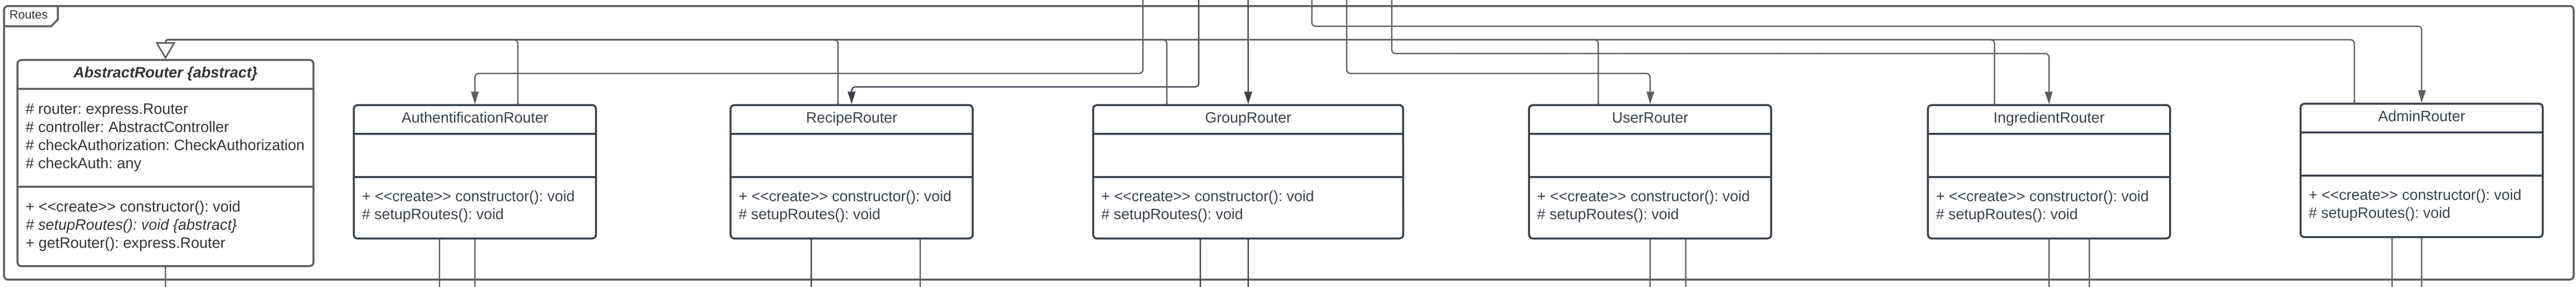 Routes
AbstractRouter {abstract}
# router: express.Router
# controller: AbstractController
# checkAuthorization: CheckAuthorization
# checkAuth: any
+ <<create>> constructor(): void
# setupRoutes(): void {abstract}
+ getRouter(): express.Router
AuthentificationRouter
+ <<create>> constructor(): void
# setupRoutes(): void
RecipeRouter
+ <<create>> constructor(): void
# setupRoutes(): void
GroupRouter
+ <<create>> constructor(): void
# setupRoutes(): void
UserRouter
+ <<create>> constructor(): void
# setupRoutes(): void
IngredientRouter
+ <<create>> constructor(): void
# setupRoutes(): void
AdminRouter
+ <<create>> constructor(): void
# setupRoutes(): void